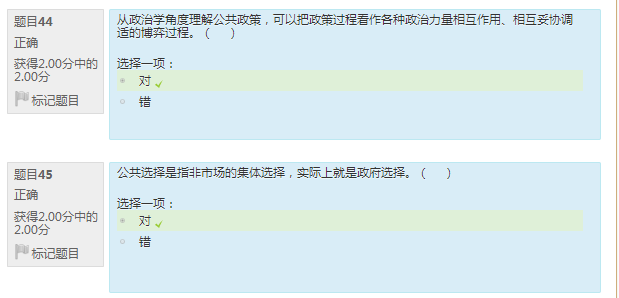 题目44
正确
获得2.00分中的
2.00分
标记题目
从政治学角度理解公共政策，可以把政策过程看作各种政治力量相互作用、相互妥协调
适的博弈过程。（ ）
选择一项：
对
错
题目45
正确
获得2.00分中的
2.00分
标记题目
公共选择是指非市场的集体选择，实际上就是政府选择。（ ）
选择一项：
对
错